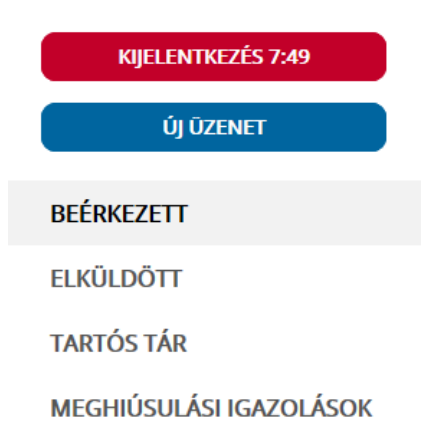 KIJELENTKEZÉS 7:49
ÚJ ÜZENET
BEÉRKEZETT
ELKÜLDÖTT
TARTÓS TÁR
MEGHIÚSULÁSI IGAZOLÁSOK